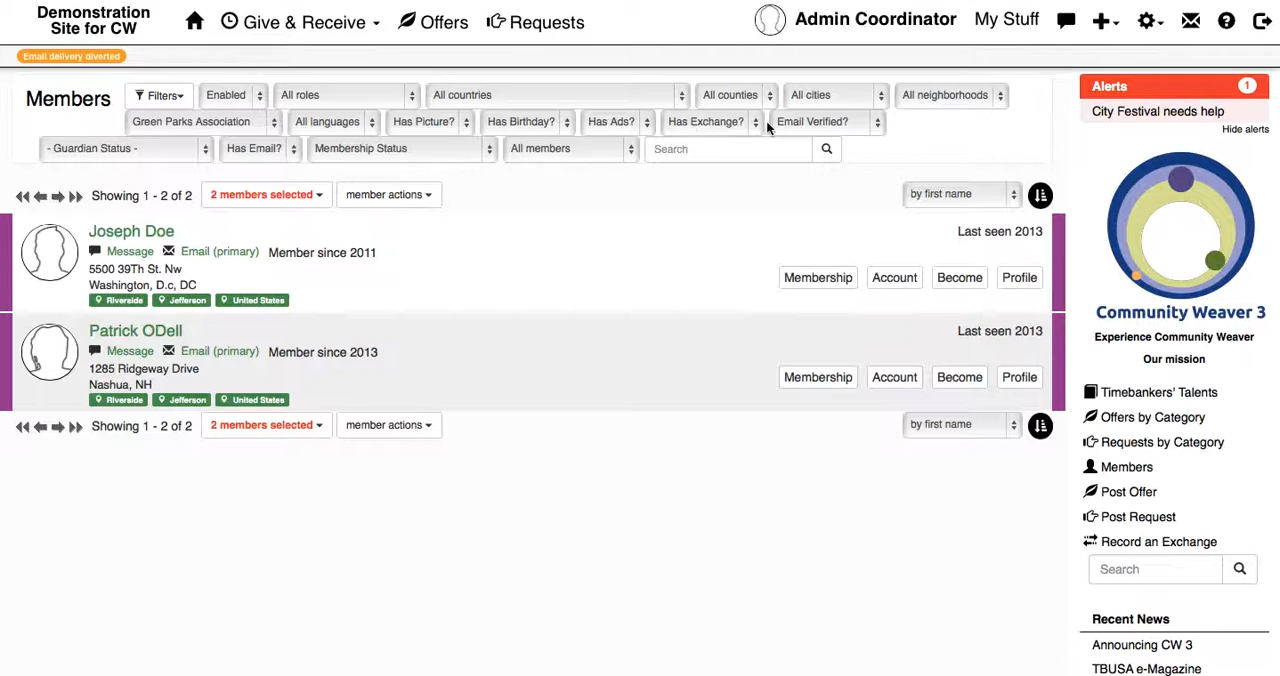 Demonstration
Site for CW
Give & Receive
Offers
Requests
Admin Coordinator
My Stuff
Email delivery diverted
Members
Filters
Enabled
All roles
All countries
All counties
All cities
All neighborhoods
Green Parks Association
All languages
Has Picture?
Has Birthday?
Has Ads?
Has Exchange?
Email Verified?
- Guardian Status -
Has Email?
Membership Status
All members
Search
Showing 1 - 2 of 2
2 members selected
member actions
by first name
Joseph Doe
Last seen 2013
Message
Email (primary)
Member since 2011
5500 39Th St. Nw
Washington, D.c, DC
Riverside
Jefferson
United States
Membership
Account
Become
Profile
Patrick ODell
Last seen 2013
Message
Email (primary)
Member since 2013
1285 Ridgeway Drive
Nashua, NH
Riverside
Jefferson
United States
Membership
Account
Become
Profile
Showing 1 - 2 of 2
2 members selected
member actions
by first name
Alerts
1
City Festival needs help
Hide alerts
Community Weaver 3
Experience Community Weaver
Our mission
Timebankers' Talents
Offers by Category
Requests by Category
Members
Post Offer
Post Request
Record an Exchange
Search
Recent News
Announcing CW 3
TBUSA e-Magazine